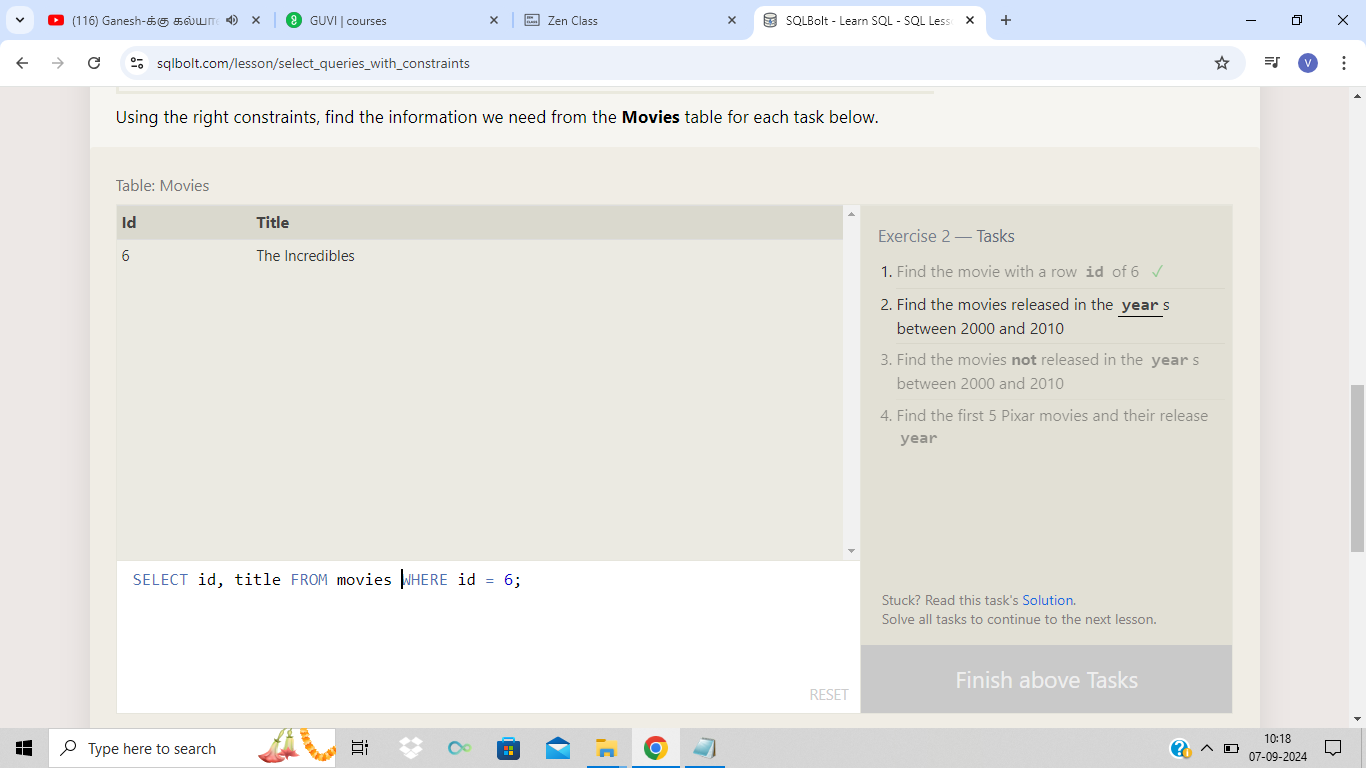 (116) Ganesh-க்கு கல்யா
GUVI | courses
Zen Class
SQLBolt - Learn SQL - SQL Less
sqlbolt.com/lesson/select_queries_with_constraints
V
Using the right constraints, find the information we need from the Movies table for each task below.
Table: Movies
Id Title
6 The Incredibles
Exercise 2 — Tasks
1. Find the movie with a row id of 6 ✓
2. Find the movies released in the year s
between 2000 and 2010
3. Find the movies not released in the year s
between 2000 and 2010
4. Find the first 5 Pixar movies and their release
year
Stuck? Read this task's Solution.
Solve all tasks to continue to the next lesson.
SELECT id, title FROM movies WHERE id = 6;
RESET
Finish above Tasks
Type here to search
10:18
07-09-2024